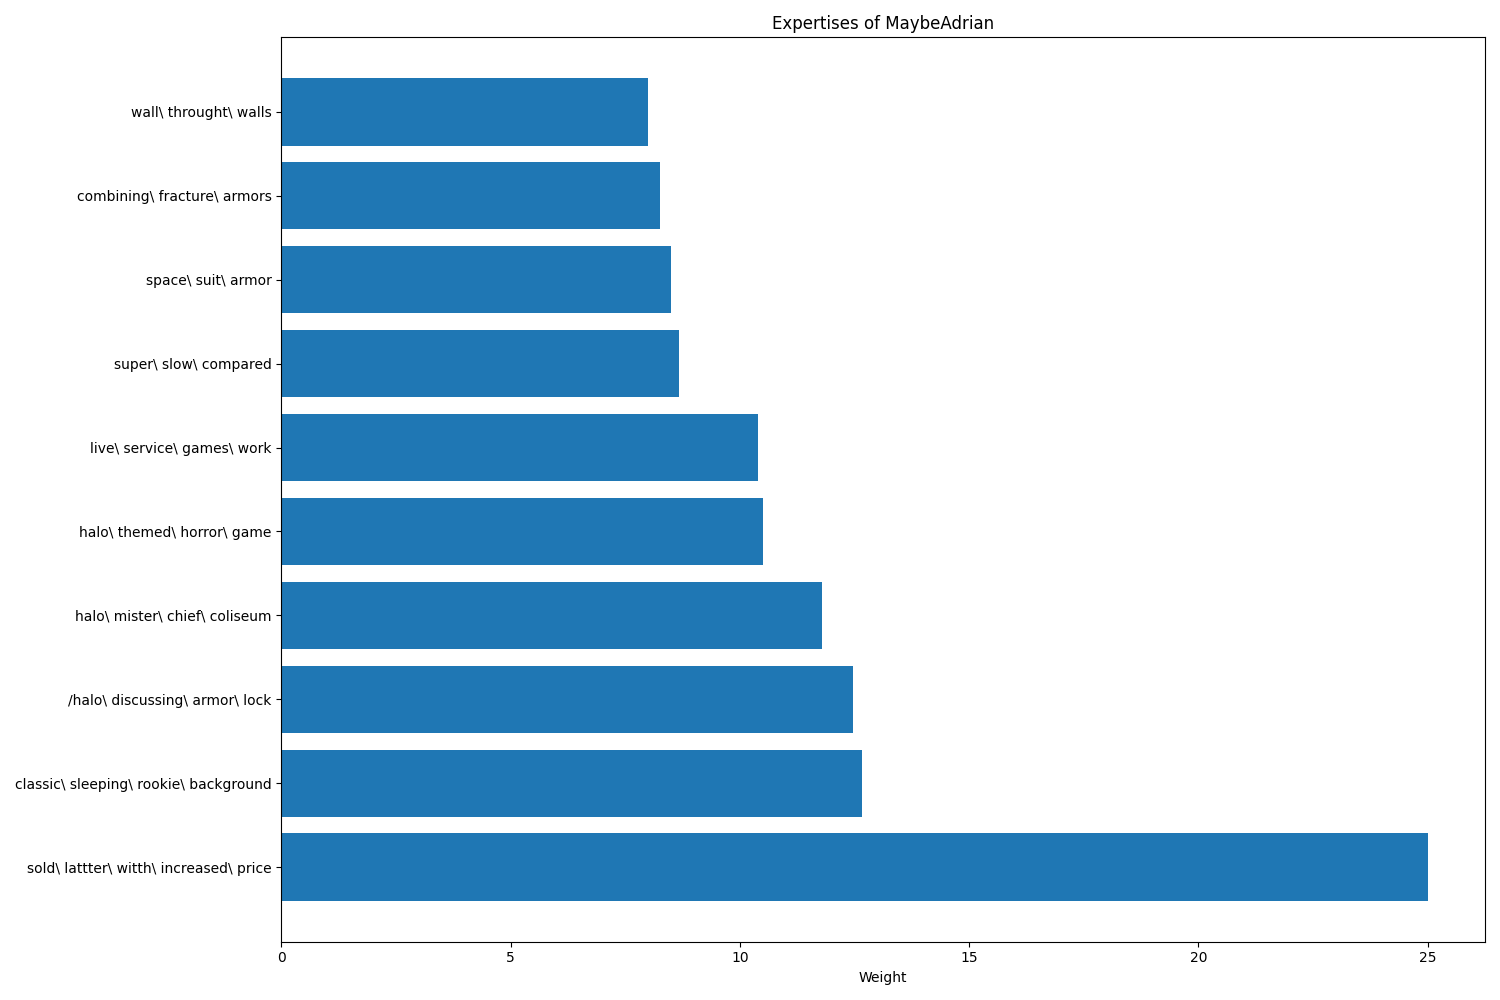 Expertises of MaybeAdrian
wall\ throught\ walls
combining\ fracture\ armors
space\ suit\ armor
super\ slow\ compared
live\ service\ games\ work
halo\ themed\ horror\ game
halo\ mister\ chief\ coliseum
/halo\ discussing\ armor\ lock
classic\ sleeping\ rookie\ background
sold\ lattter\ witth\ increased\ price
0 5 10 15 20 25
Weight